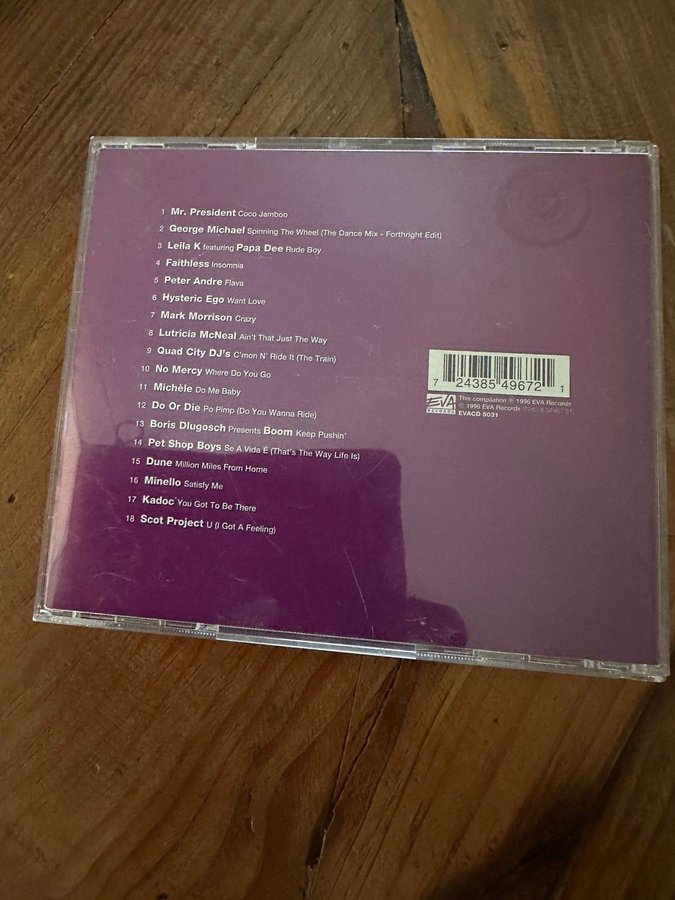 1 Mr. President Coco Jamboo
2 George Michael Spinning The Wheel (The Dance Mix - Forthright Edit)
3 Leila K featuring Papa Dee Rude Boy
4 Faithless Insomnia
5 Peter Andre Flava
6 Hysteric Ego Want Love
7 Mark Morrison Crazy
8 Lutricia McNeal Ain't That Just The Way
9 Quad City DJ's C'mon N' Ride It (The Train)
10 No Mercy Where Do You Go
11 Michèle Do Me Baby
12 Do Or Die Po Pimp (Do You Wanna Ride)
13 Boris Dlugosch Presents Boom Keep Pushin'
14 Pet Shop Boys Se A Vida E (That's The Way Life Is)
15 Dune Million Miles From Home
16 Minello Satisfy Me
17 Kadoc You Got To Be There
18 Scot Project U (I Got A Feeling)
7 24385 49672 1
EVA RECORDS
This compilation ℗ 1996 EVA Records
© 1996 EVA Records
EVACD 5031